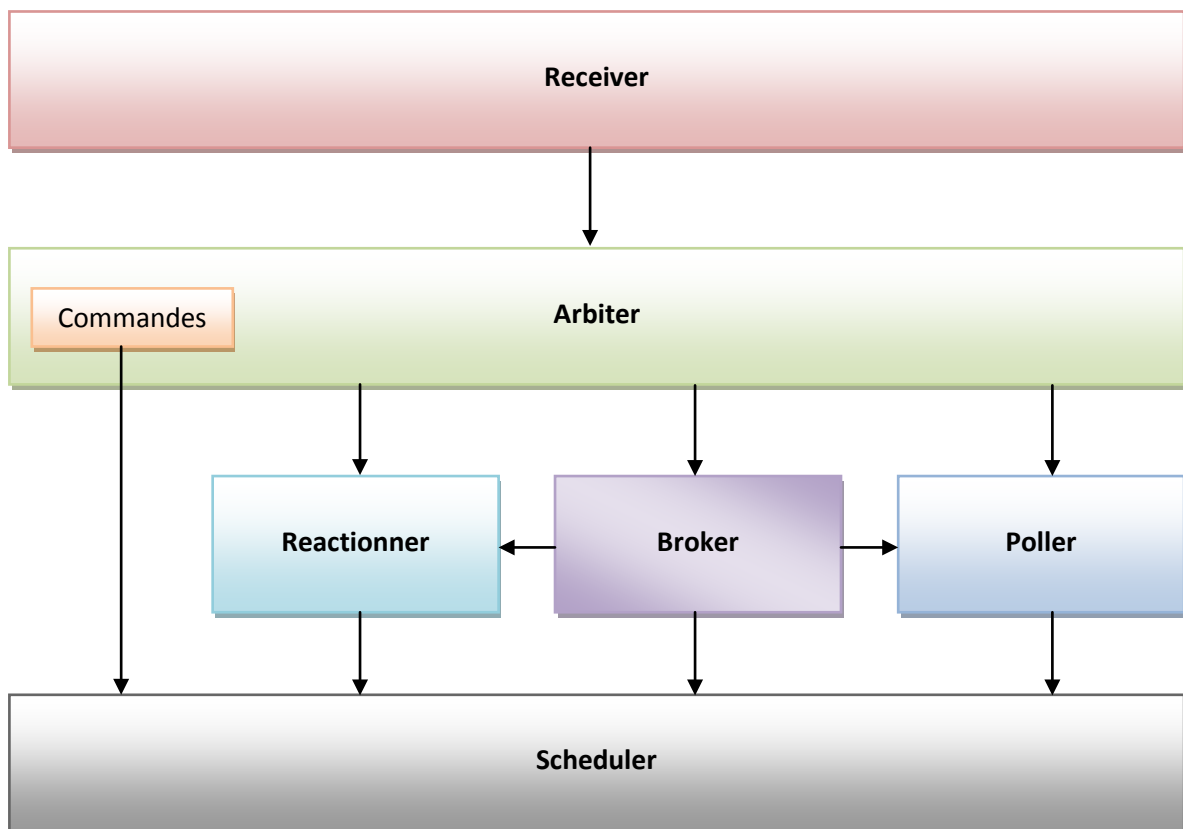 Receiver
Commandes
Arbiter
Reactionner
Broker
Poller
Scheduler